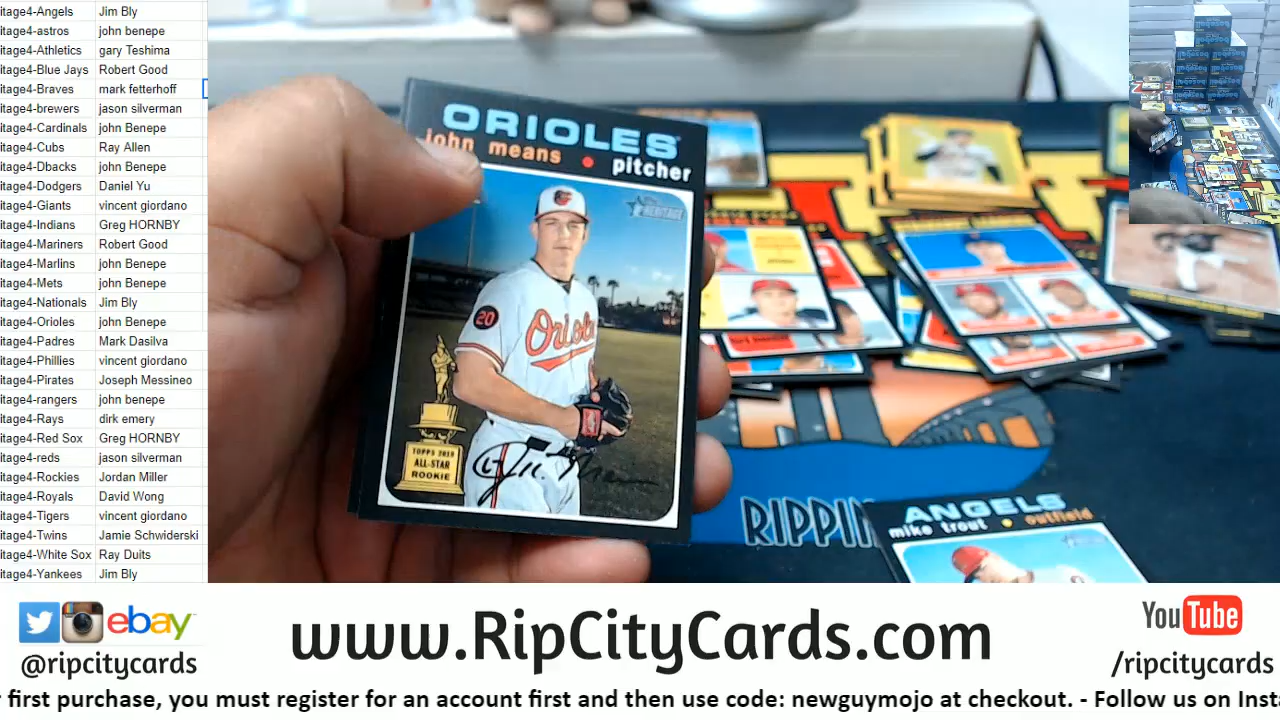 itage4-Angels Jim Bly
itage4-astros john benepe
itage4-Athletics gary Teshima
itage4-Blue Jays Robert Good
itage4-Braves mark fetterhoff
itage4-brewers jason silverman
itage4-Cardinals john Benepe
itage4-Cubs Ray Allen
itage4-Dbacks john Benepe
itage4-Dodgers Daniel Yu
itage4-Giants vincent giordano
itage4-Indians Greg HORNBY
itage4-Mariners Robert Good
itage4-Marlins john Benepe
itage4-Mets john Benepe
itage4-Nationals Jim Bly
itage4-Orioles john Benepe
itage4-Padres Mark Dasilva
itage4-Phillies vincent giordano
itage4-Pirates Joseph Messineo
itage4-rangers john benepe
itage4-Rays dirk emery
itage4-Red Sox Greg HORNBY
itage4-reds jason silverman
itage4-Rockies Jordan Miller
itage4-Royals David Wong
itage4-Tigers vincent giordano
itage4-Twins Jamie Schwiderski
itage4-White Sox Ray Duits
itage4-Yankees Jim Bly
ORIOLES
john means • pitcher
HERITAGE
20
Orioles
TOPPS 2019
ALL-STAR
ROOKIE
RIPPIN
ANGELS
mike trout • outfield
ebay
@ripcitycards
www.RipCityCards.com
YouTube
/ripcitycards
first purchase, you must register for an account first and then use code: newguymojo at checkout. - Follow us on Inst